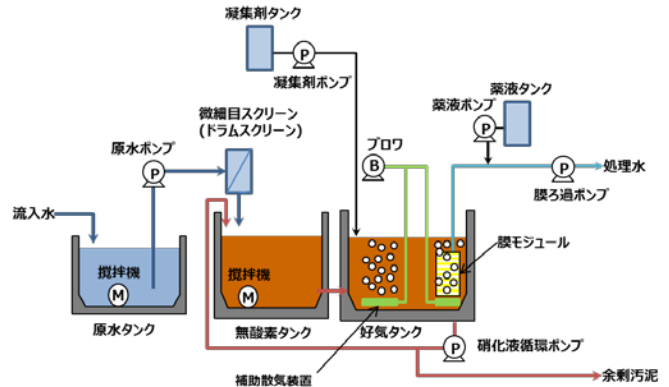 凝集剤タンク
P
凝集剤ポンプ
薬液タンク
薬液ポンプ
P
微細目スクリーン
(ドラムスクリーン)
ブロワ
原水ポンプ
P
B
P
処理水
膜ろ過ポンプ
流入水
膜モジュール
撹拌機
M
撹拌機
M
原水タンク
無酸素タンク
好気タンク
P
硝化液循環ポンプ
補助散気装置
余剰汚泥